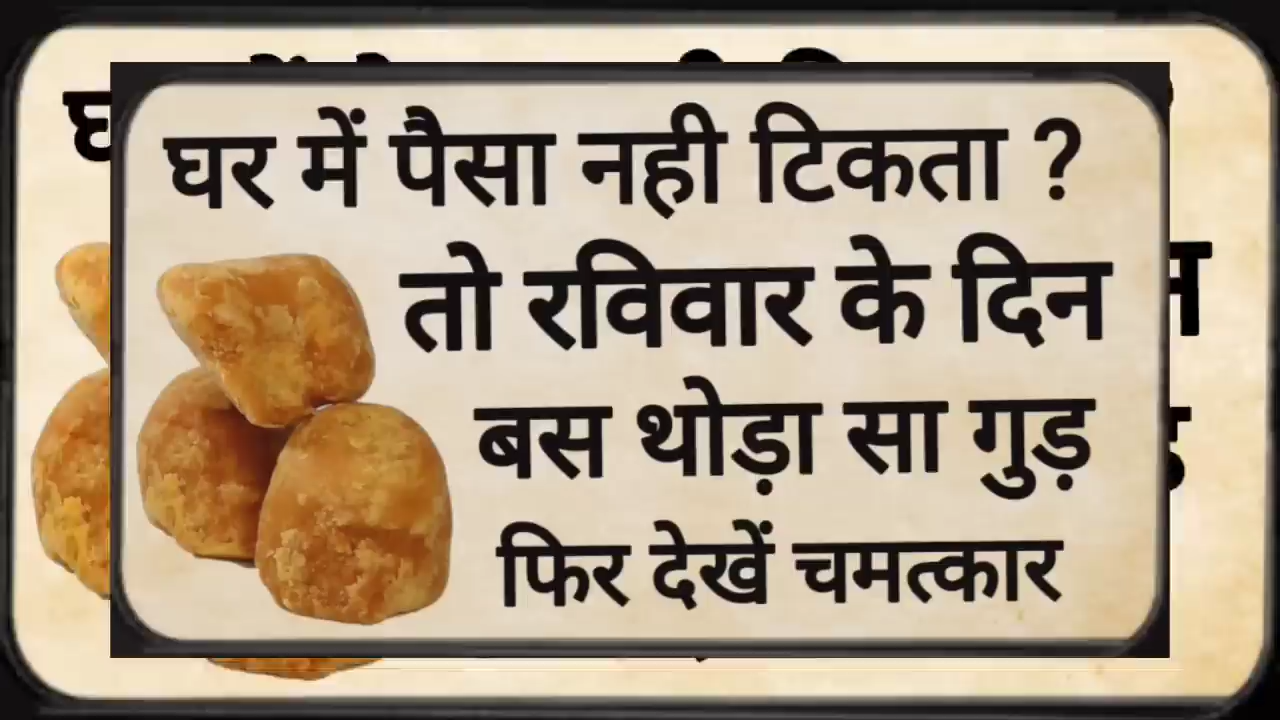 घर में पैसा नही टिकता ?
तो रविवार के दिन
बस थोड़ा सा गुड़
फिर देखें चमत्कार